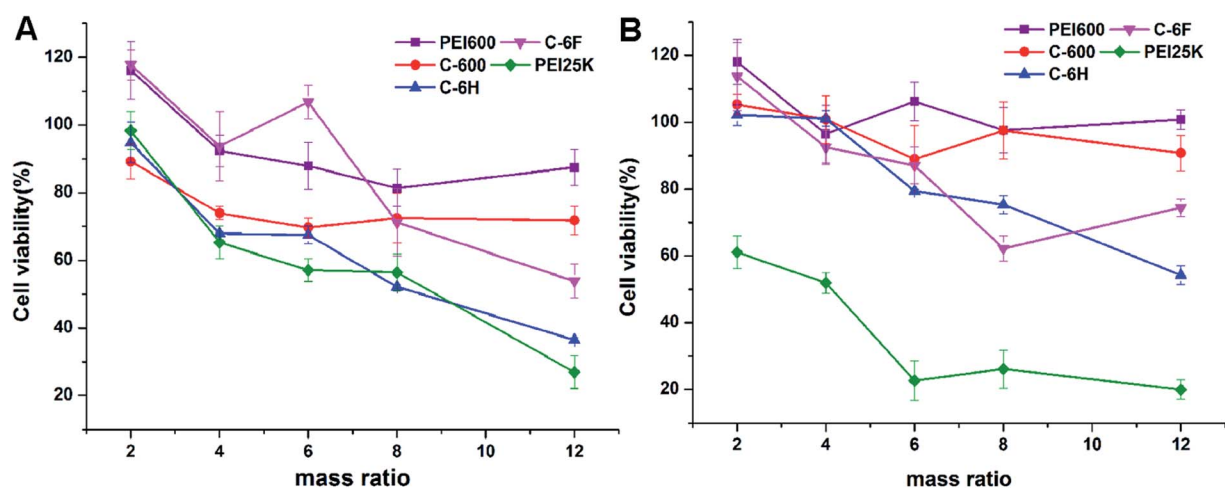 A
PEI600 C-6F
C-600 PEI25K
C-6H
Cell viability(%)
120
100
80
60
40
20
2 4 6 8 10 12
mass ratio
B
PEI600 C-6F
C-600 PEI25K
C-6H
Cell viability(%)
120
100
80
60
40
20
2 4 6 8 10 12
mass ratio